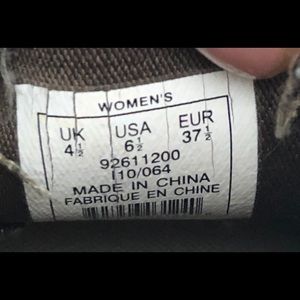 WOMEN'S
UK USA EUR
4½ 6½ 37½
92611200
I10/064
MADE IN CHINA
FABRIQUE EN CHINE